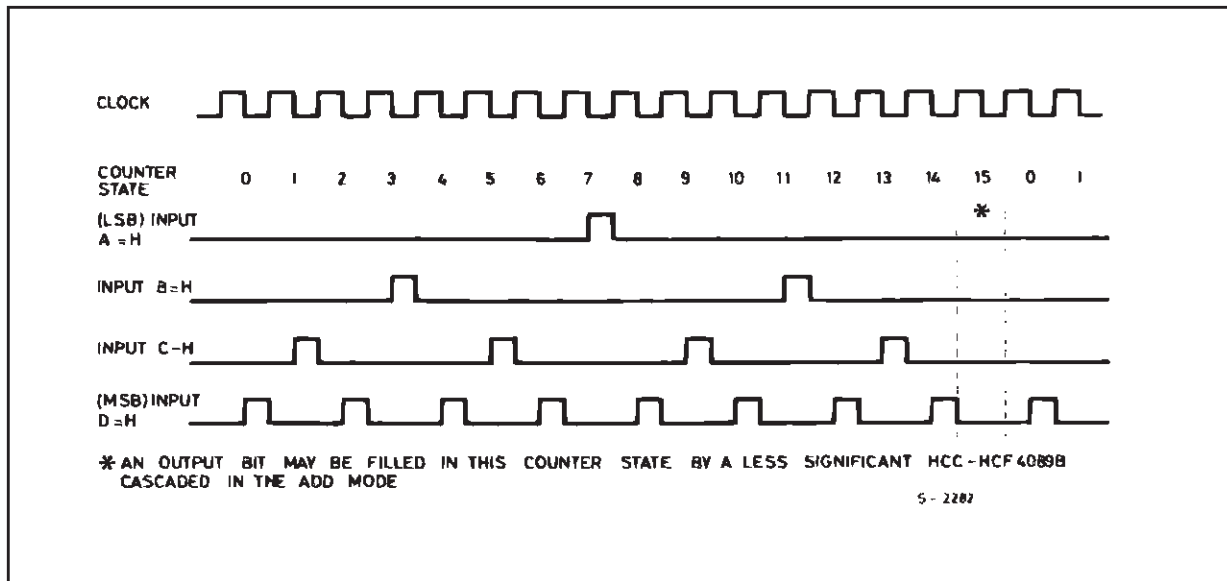 CLOCK
COUNTER
STATE
0 1 2 3 4 5 6 7 8 9 10 11 12 13 14 15 0 1
(LSB) INPUT
A = H
*
INPUT B = H
INPUT C - H
(MSB) INPUT
D = H
* AN OUTPUT BIT MAY BE FILLED IN THIS COUNTER STATE BY A LESS SIGNIFICANT HCC - HCF 4089B
CASCADED IN THE ADD MODE
S - 2282